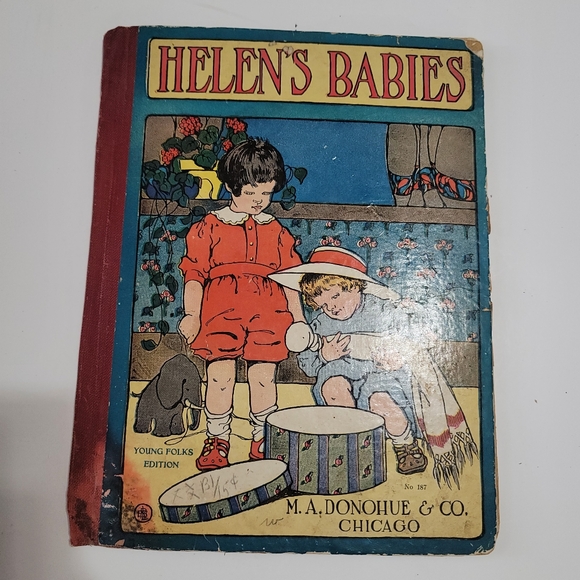 HELEN'S BABIES
YOUNG FOLKS
EDITION
No 187
M. A. DONOHUE & CO.
CHICAGO